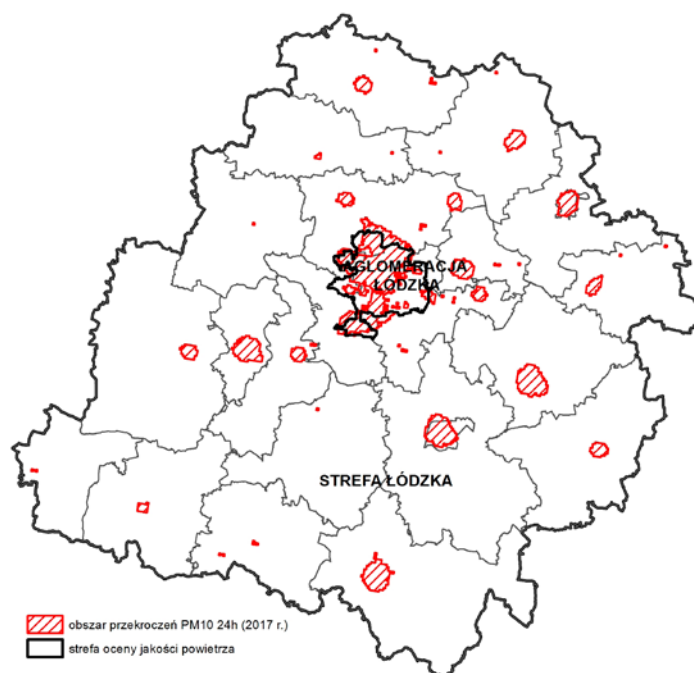 AGLOMERACJA
ŁÓDZKA
STREFA ŁÓDZKA
obszar przekroczeń PM10 24h (2017 r.)
strefa oceny jakości powietrza